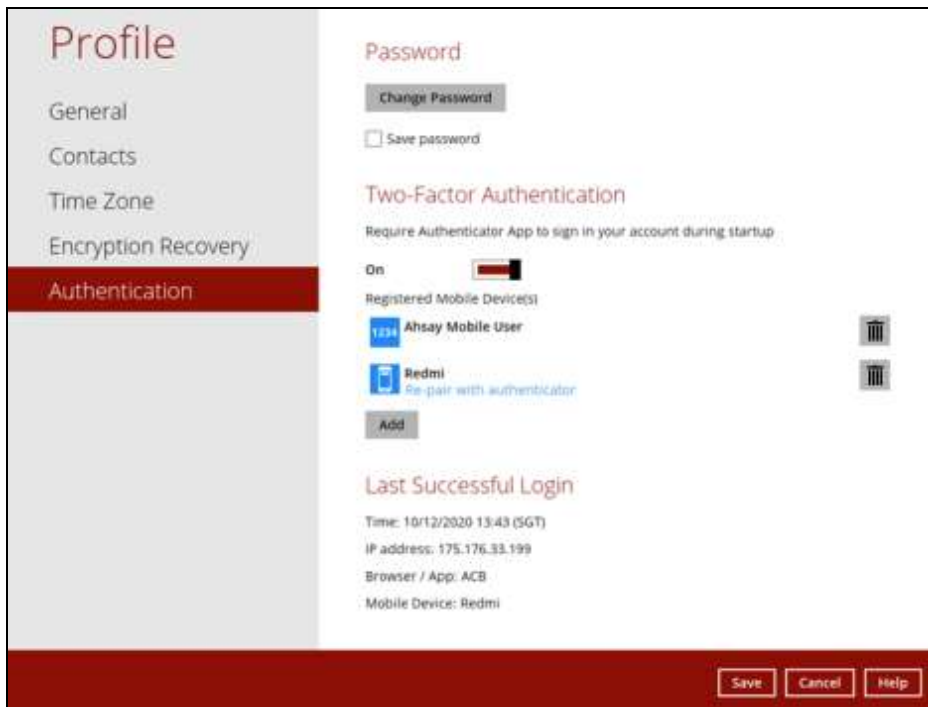 Profile
General
Contacts
Time Zone
Encryption Recovery
Authentication
Password
Change Password
Save password
Two-Factor Authentication
Require Authenticator App to sign in your account during startup
On
Registered Mobile Device(s)
1234 Ahsay Mobile User
Redmi
Re-pair with authenticator
Add
Last Successful Login
Time: 10/12/2020 13:43 (SGT)
IP address: 175.176.33.199
Browser / App: ACB
Mobile Device: Redmi
Save Cancel Help